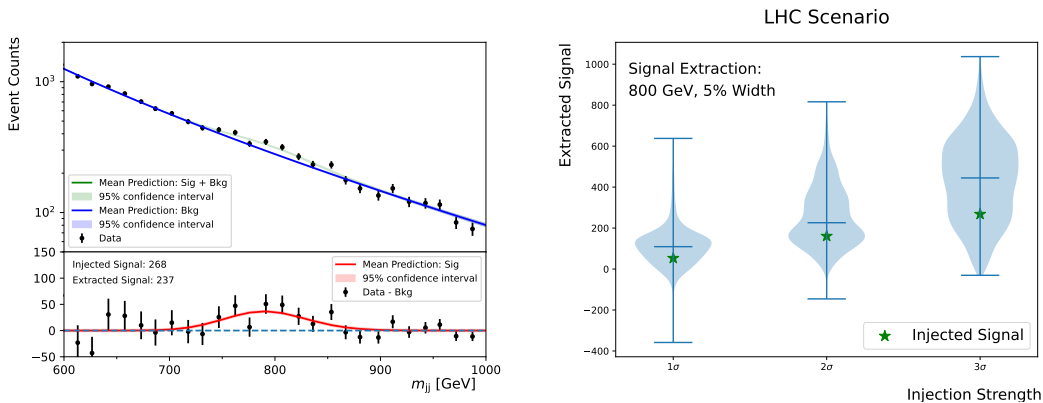 Event Counts
10³
10²
Mean Prediction: Sig + Bkg
95% confidence interval
Mean Prediction: Bkg
95% confidence interval
Data
150
100
50
0
−50
Injected Signal: 268
Extracted Signal: 237
Mean Prediction: Sig
95% confidence interval
Data - Bkg
600 700 800 900 1000
mjj [GeV]
LHC Scenario
Extracted Signal
1000
800
600
400
200
0
−200
−400
Signal Extraction:
800 GeV, 5% Width
Injected Signal
1σ 2σ 3σ
Injection Strength